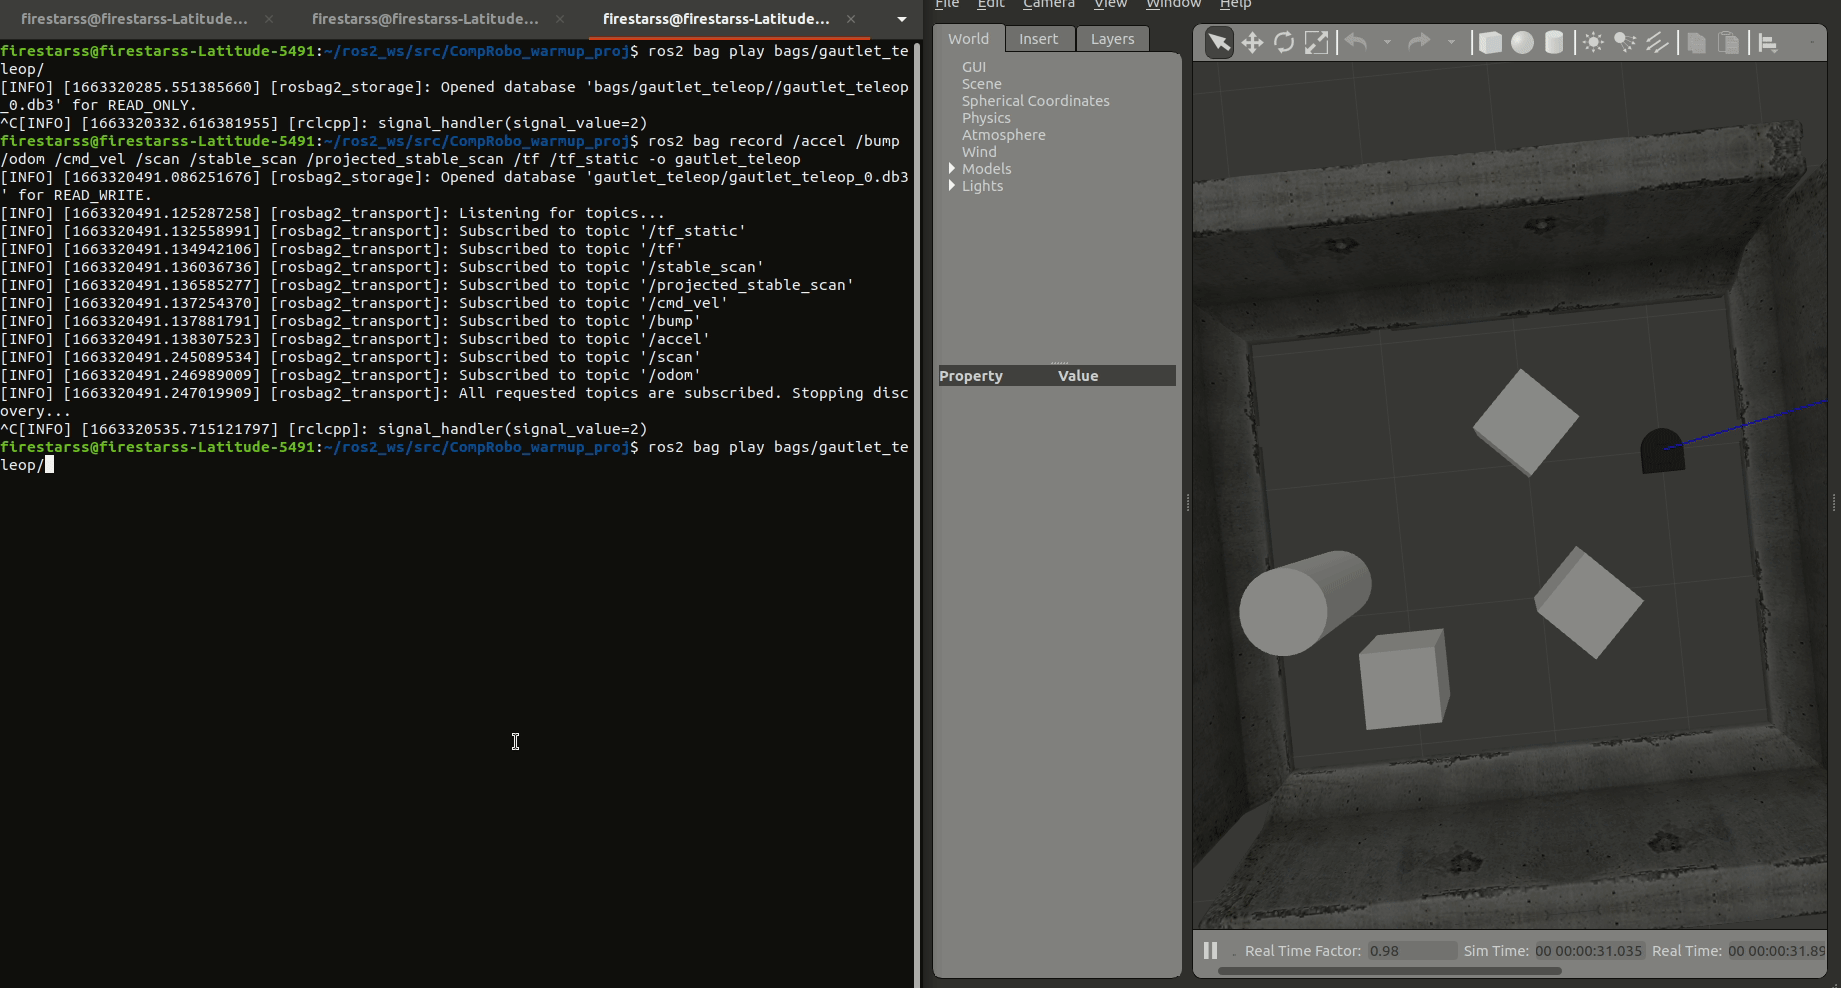 firestarss@firestarss-Latitude... × firestarss@firestarss-Latitude... × firestarss@firestarss-Latitude... ×
firestarss@firestarss-Latitude-5491:~/ros2_ws/src/CompRobo_warmup_proj$ ros2 bag play bags/gautlet_te
leop/
[INFO] [1663320285.551385660] [rosbag2_storage]: Opened database 'bags/gautlet_teleop//gautlet_teleop
_0.db3' for READ_ONLY.
^C[INFO] [1663320332.616381955] [rclcpp]: signal_handler(signal_value=2)
firestarss@firestarss-Latitude-5491:~/ros2_ws/src/CompRobo_warmup_proj$ ros2 bag record /accel /bump
/odom /cmd_vel /scan /stable_scan /projected_stable_scan /tf /tf_static -o gautlet_teleop
[INFO] [1663320491.086251676] [rosbag2_storage]: Opened database 'gautlet_teleop/gautlet_teleop_0.db3
' for READ_WRITE.
[INFO] [1663320491.125287258] [rosbag2_transport]: Listening for topics...
[INFO] [1663320491.132558991] [rosbag2_transport]: Subscribed to topic '/tf_static'
[INFO] [1663320491.134942106] [rosbag2_transport]: Subscribed to topic '/tf'
[INFO] [1663320491.136036736] [rosbag2_transport]: Subscribed to topic '/stable_scan'
[INFO] [1663320491.136585277] [rosbag2_transport]: Subscribed to topic '/projected_stable_scan'
[INFO] [1663320491.137254370] [rosbag2_transport]: Subscribed to topic '/cmd_vel'
[INFO] [1663320491.137881791] [rosbag2_transport]: Subscribed to topic '/bump'
[INFO] [1663320491.138307523] [rosbag2_transport]: Subscribed to topic '/accel'
[INFO] [1663320491.245089534] [rosbag2_transport]: Subscribed to topic '/scan'
[INFO] [1663320491.246989009] [rosbag2_transport]: Subscribed to topic '/odom'
[INFO] [1663320491.247019909] [rosbag2_transport]: All requested topics are subscribed. Stopping disc
overy...
^C[INFO] [1663320535.715121797] [rclcpp]: signal_handler(signal_value=2)
firestarss@firestarss-Latitude-5491:~/ros2_ws/src/CompRobo_warmup_proj$ ros2 bag play bags/gautlet_te
leop/
File Edit Camera View Window Help
World Insert Layers
GUI
Scene
Spherical Coordinates
Physics
Atmosphere
Wind
Models
Lights
Property Value
Real Time Factor: 0.98 Sim Time: 00 00:00:31.035 Real Time: 00 00:00:31.89